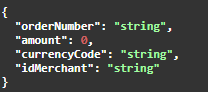 {
  "orderNumber": "string",
  "amount": 0,
  "currencyCode": "string",
  "idMerchant": "string"
}